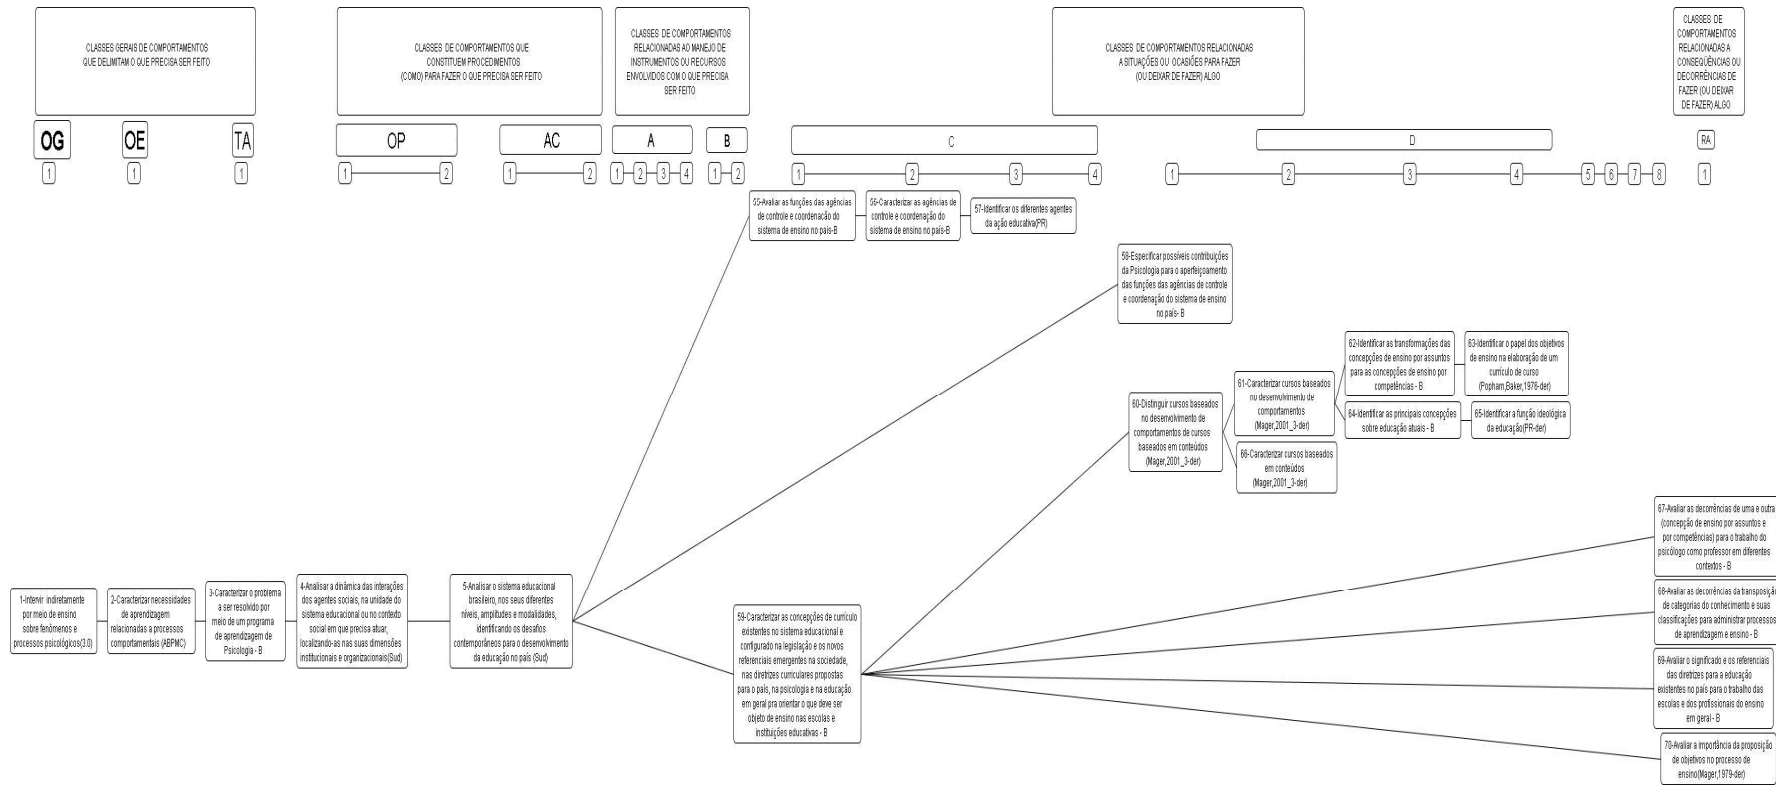 CLASSES GERAIS DE COMPORTAMENTOS
QUE DELIMITAM O QUE PRECISA SER FEITO
CLASSES DE COMPORTAMENTOS QUE
CONSTITUEM PROCEDIMENTOS
(COMO) PARA FAZER O QUE PRECISA SER FEITO
CLASSES DE COMPORTAMENTOS
RELACIONADAS AO MANEJO DE
INSTRUMENTOS OU RECURSOS
ENVOLVIDOS COM O QUE PRECISA
SER FEITO
CLASSES DE COMPORTAMENTOS RELACIONADAS
A SITUAÇÕES OU OCASIÕES PARA FAZER
(OU DEIXAR DE FAZER) ALGO
CLASSES DE
COMPORTAMENTOS
RELACIONADAS A
CONSEQÜÊNCIAS OU
DECORRÊNCIAS DE
FAZER (OU DEIXAR
DE FAZER) ALGO
OG
OE
TA
OP
AC
A
B
C
D
RA
1
1
1
1 2
1 2
1 2 3 4
1 2
1 2 3 4
1 2 3 4 5 6 7 8
1
55-Avaliar as funções das agências
de controle e coordenacão do
sistema de ensino no país-B
56-Caracterizar as agências de
controle e coordenação do
sistema de ensino no país-B
57-Identificar os diferentes agentes
da ação educativa(PR)
58-Especificar possíveis contribuições
da Psicologia para o aperfeiçoamento
das funções das agências de controle
e coordenação do sistema de ensino
no país- B
62-Identificar as transformações das
concepções de ensino por assuntos
para as concepções de ensino por
competências - B
63-Identificar o papel dos objetivos
de ensino na elaboração de um
currículo de curso
(Popham,Baker,1976-der)
61-Caracterizar cursos baseados
no desenvolvimento de
comportamentos
(Mager,2001_3-der)
60-Distinguir cursos baseados
no desenvolvimento de
comportamentos de cursos
baseados em conteúdos
(Mager,2001_3-der)
64-Identificar as principais concepções
sobre educação atuais - B
65-Identificar a função ideológica
da educação(PR-der)
66-Caracterizar cursos baseados
em conteúdos
(Mager,2001_3-der)
67-Avaliar as decorrências de uma e outra
(concepção de ensino por assuntos e
por competências) para o trabalho do
psicólogo como professor em diferentes
contextos - B
1-Intervir indiretamente
por meio de ensino
sobre fenômenos e
processos psicológicos(3.0)
2-Caracterizar necessidades
de aprendizagem
relacionadas a processos
comportamentais (ABPMC)
3-Caracterizar o problema
a ser resolvido por
meio de um programa
de aprendizagem de
Psicologia - B
4-Analisar a dinâmica das interações
dos agentes sociais, na unidade do
sistema educacional ou no contexto
social em que precisa atuar,
localizando-as nas suas dimensões
institucionais e organizacionais(Sud)
5-Analisar o sistema educacional
brasileiro, nos seus diferentes
níveis, amplitudes e modalidades,
identificando os desafios
contemporâneos para o desenvolvimento
da educação no país (Sud)
59-Caracterizar as concepções de currículo
existentes no sistema educacional e
configurado na legislação e os novos
referenciais emergentes na sociedade,
nas diretrizes curriculares propostas
para o país, na psicologia e na educação
em geral pra orientar o que deve ser
objeto de ensino nas escolas e
instituições educativas - B
68-Avaliar as decorrências da transposição
de categorias do conhecimento e suas
classificações para administrar processos
de aprendizagem e ensino - B
69-Avaliar o significado e os referenciais
das diretrizes para a educação
existentes no país para o trabalho das
escolas e dos profissionais do ensino
em geral - B
70-Avaliar a importância da proposição
de objetivos no processo de
ensino(Mager,1979-der)